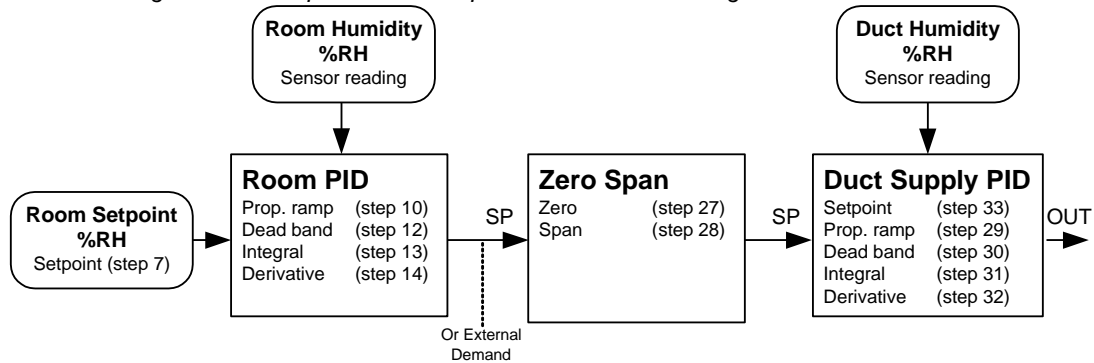 Room Humidity
%RH
Sensor reading
Duct Humidity
%RH
Sensor reading
Room Setpoint
%RH
Setpoint (step 7)
Room PID
Prop. ramp (step 10)
Dead band (step 12)
Integral (step 13)
Derivative (step 14)
SP
Or External
Demand
Zero Span
Zero (step 27)
Span (step 28)
SP
Duct Supply PID
Setpoint (step 33)
Prop. ramp (step 29)
Dead band (step 30)
Integral (step 31)
Derivative (step 32)
OUT